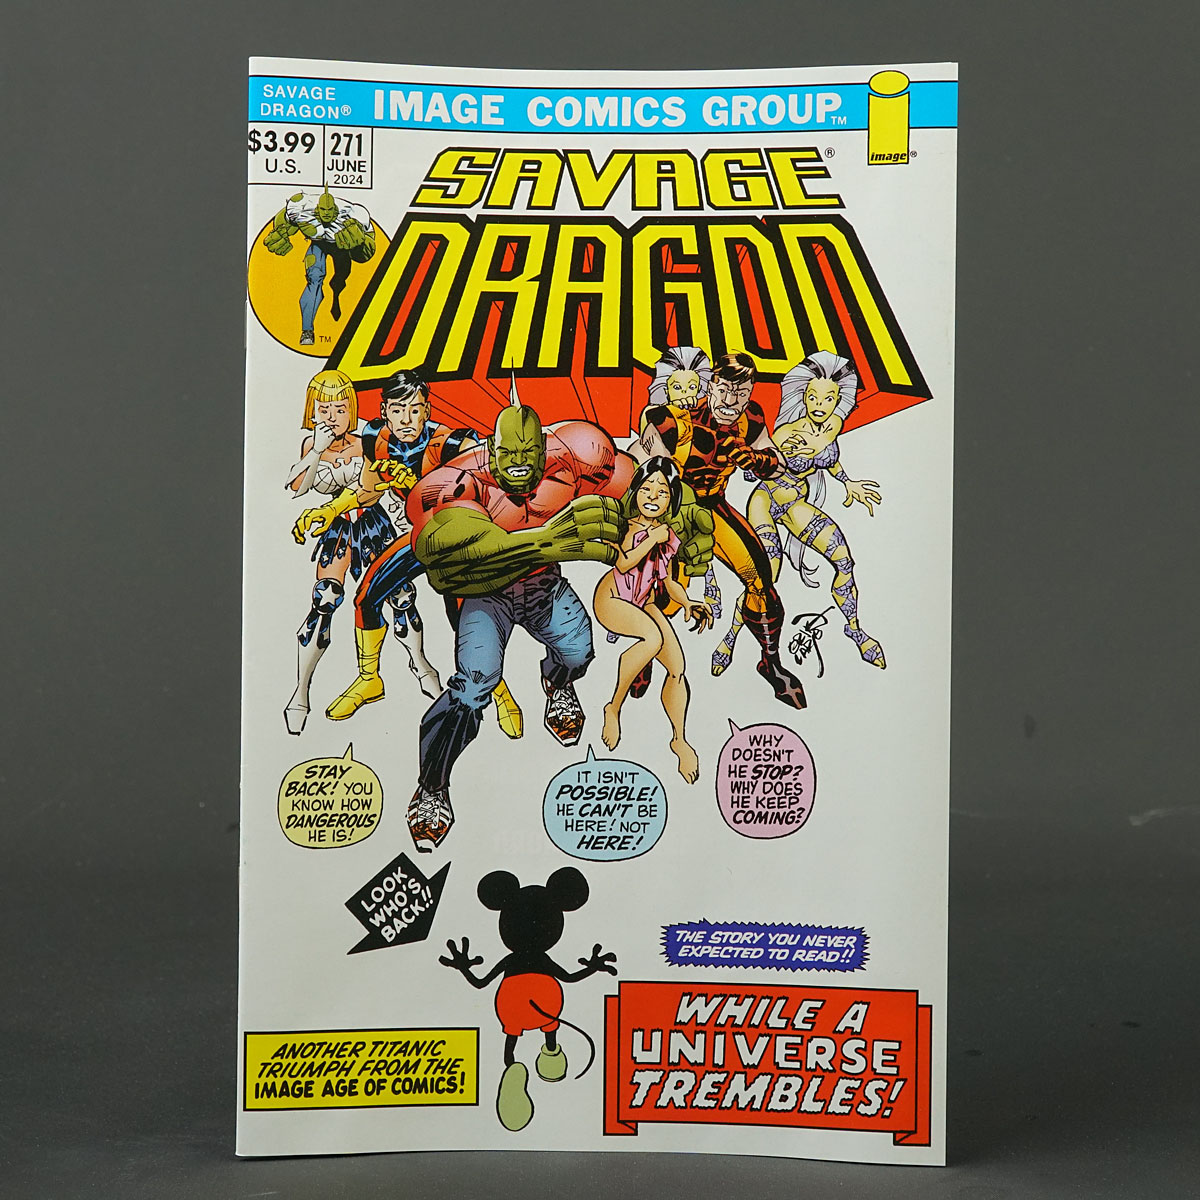 SAVAGE
DRAGON®
IMAGE COMICS GROUP™
image®
$3.99
U.S.
271
JUNE
2024
SAVAGE®
DRAGON
TM
STAY
BACK! YOU
KNOW HOW
DANGEROUS
HE IS!
IT ISN'T
POSSIBLE!
HE CAN'T BE
HERE! NOT
HERE!
WHY
DOESN'T
HE STOP?
WHY DOES
HE KEEP
COMING?
LOOK
WHO'S
BACK!!
THE STORY YOU NEVER
EXPECTED TO READ!!
WHILE A
UNIVERSE
TREMBLES!
ANOTHER TITANIC
TRIUMPH FROM THE
IMAGE AGE OF COMICS!